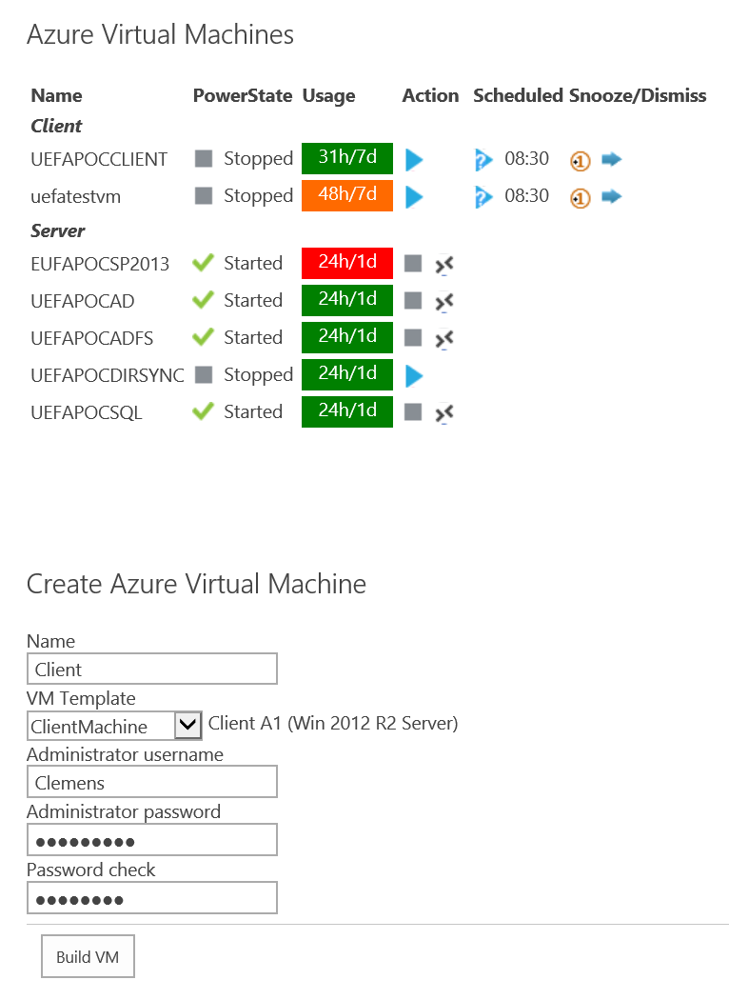 Azure Virtual Machines
Name PowerState Usage Action Scheduled Snooze/Dismiss
Client
UEFAPOCCLIENT Stopped 31h/7d ? 08:30 +1
uefatestvm Stopped 48h/7d ? 08:30 +1
Server
EUFAPOCSP2013 Started 24h/1d
UEFAPOCAD Started 24h/1d
UEFAPOCADFS Started 24h/1d
UEFAPOCDIRSYNC Stopped 24h/1d
UEFAPOCSQL Started 24h/1d
Create Azure Virtual Machine
Name
Client
VM Template
ClientMachine Client A1 (Win 2012 R2 Server)
Administrator username
Clemens
Administrator password
●●●●●●●●●
Password check
●●●●●●●●
Build VM